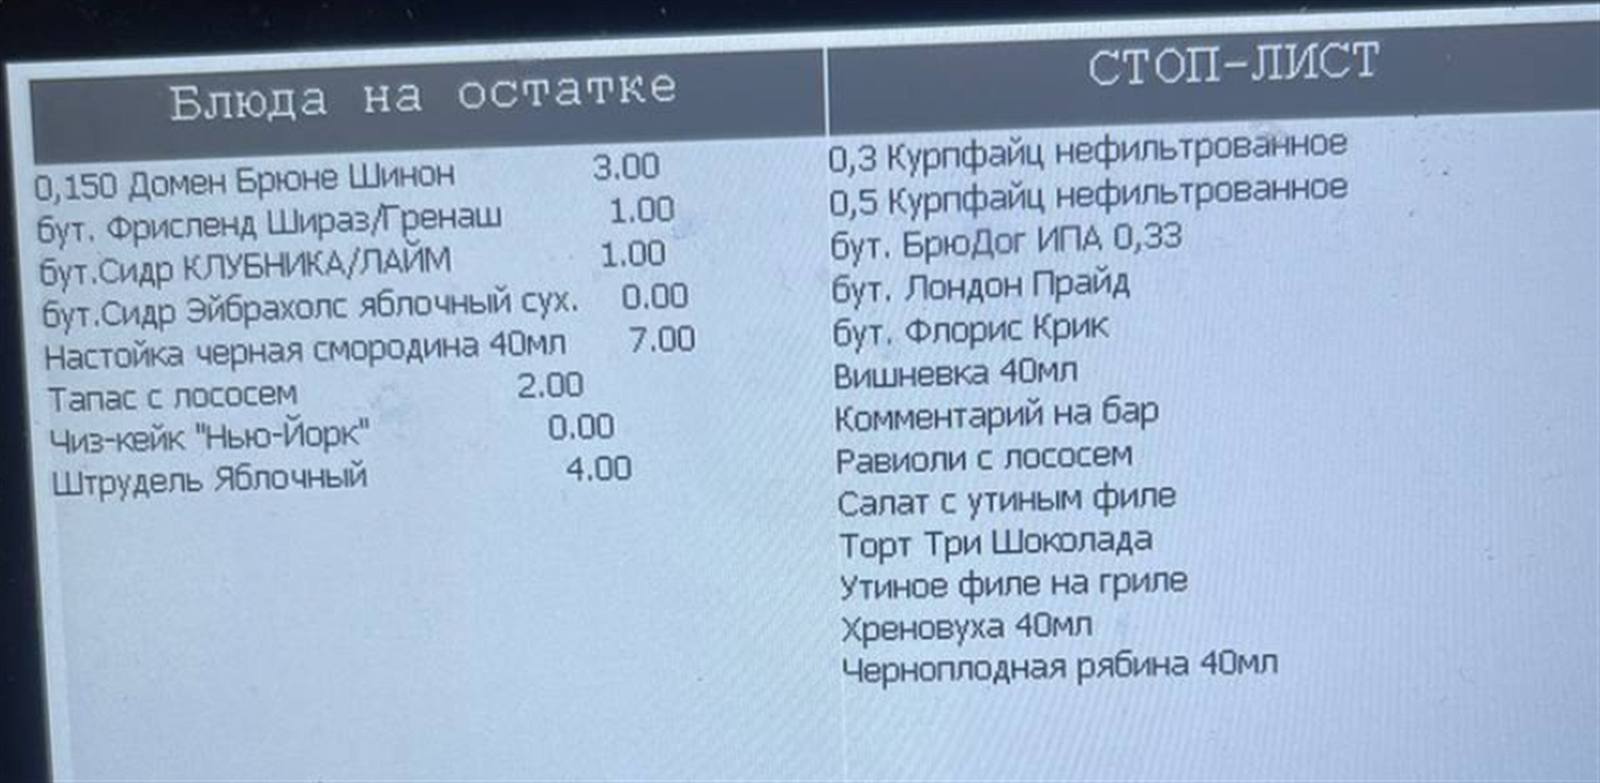 Блюда на остатке
0,150 Домен Брюне Шинон 3.00
бут. Фрисленд Шираз/Гренаш 1.00
бут.Сидр КЛУБНИКА/ЛАЙМ 1.00
бут.Сидр Эйбрахолс яблочный сух. 0.00
Настойка черная смородина 40мл 7.00
Тапас с лососем 2.00
Чиз-кейк "Нью-Йорк" 0.00
Штрудель Яблочный 4.00
СТОП-ЛИСТ
0,3 Курпфайц нефильтрованное
0,5 Курпфайц нефильтрованное
бут. БрюДог ИПА 0,33
бут. Лондон Прайд
бут. Флорис Крик
Вишневка 40мл
Комментарий на бар
Равиоли с лососем
Салат с утиным филе
Торт Три Шоколада
Утиное филе на гриле
Хреновуха 40мл
Черноплодная рябина 40мл